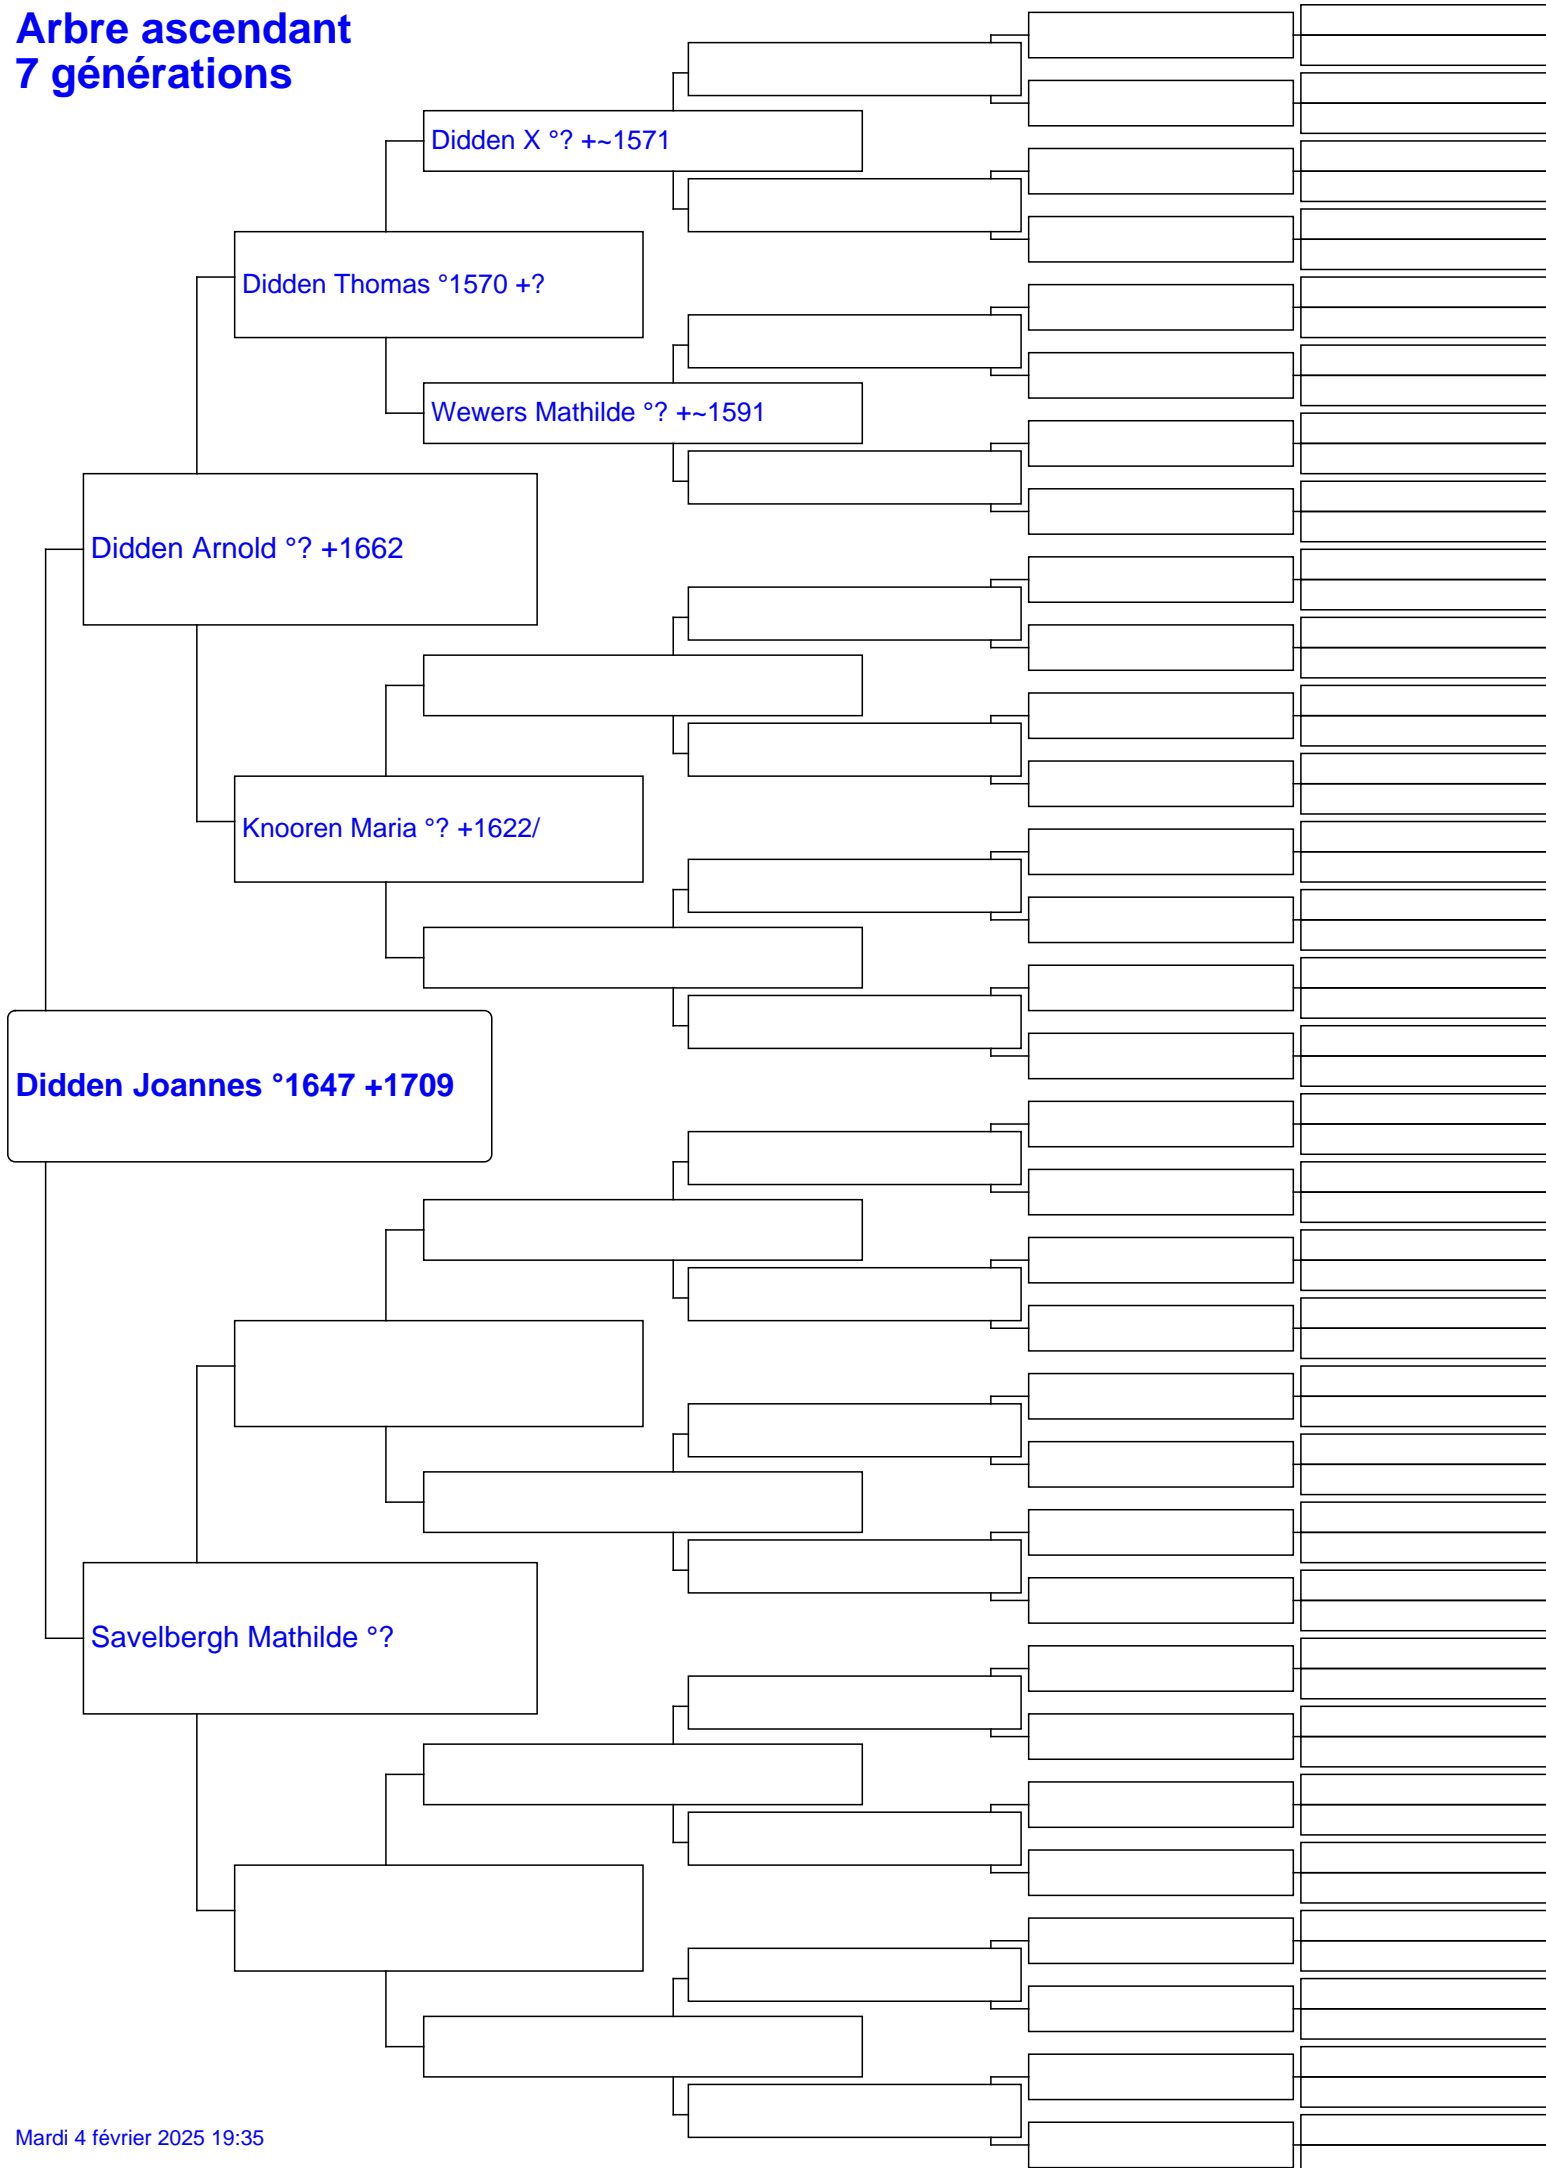 Arbre ascendant
7 générations
Didden X °? +~1571
Didden Thomas °1570 +?
Wewers Mathilde °? +~1591
Didden Arnold °? +1662
Knooren Maria °? +1622/
Didden Joannes °1647 +1709
Savelbergh Mathilde °?
Mardi 4 février 2025 19:35